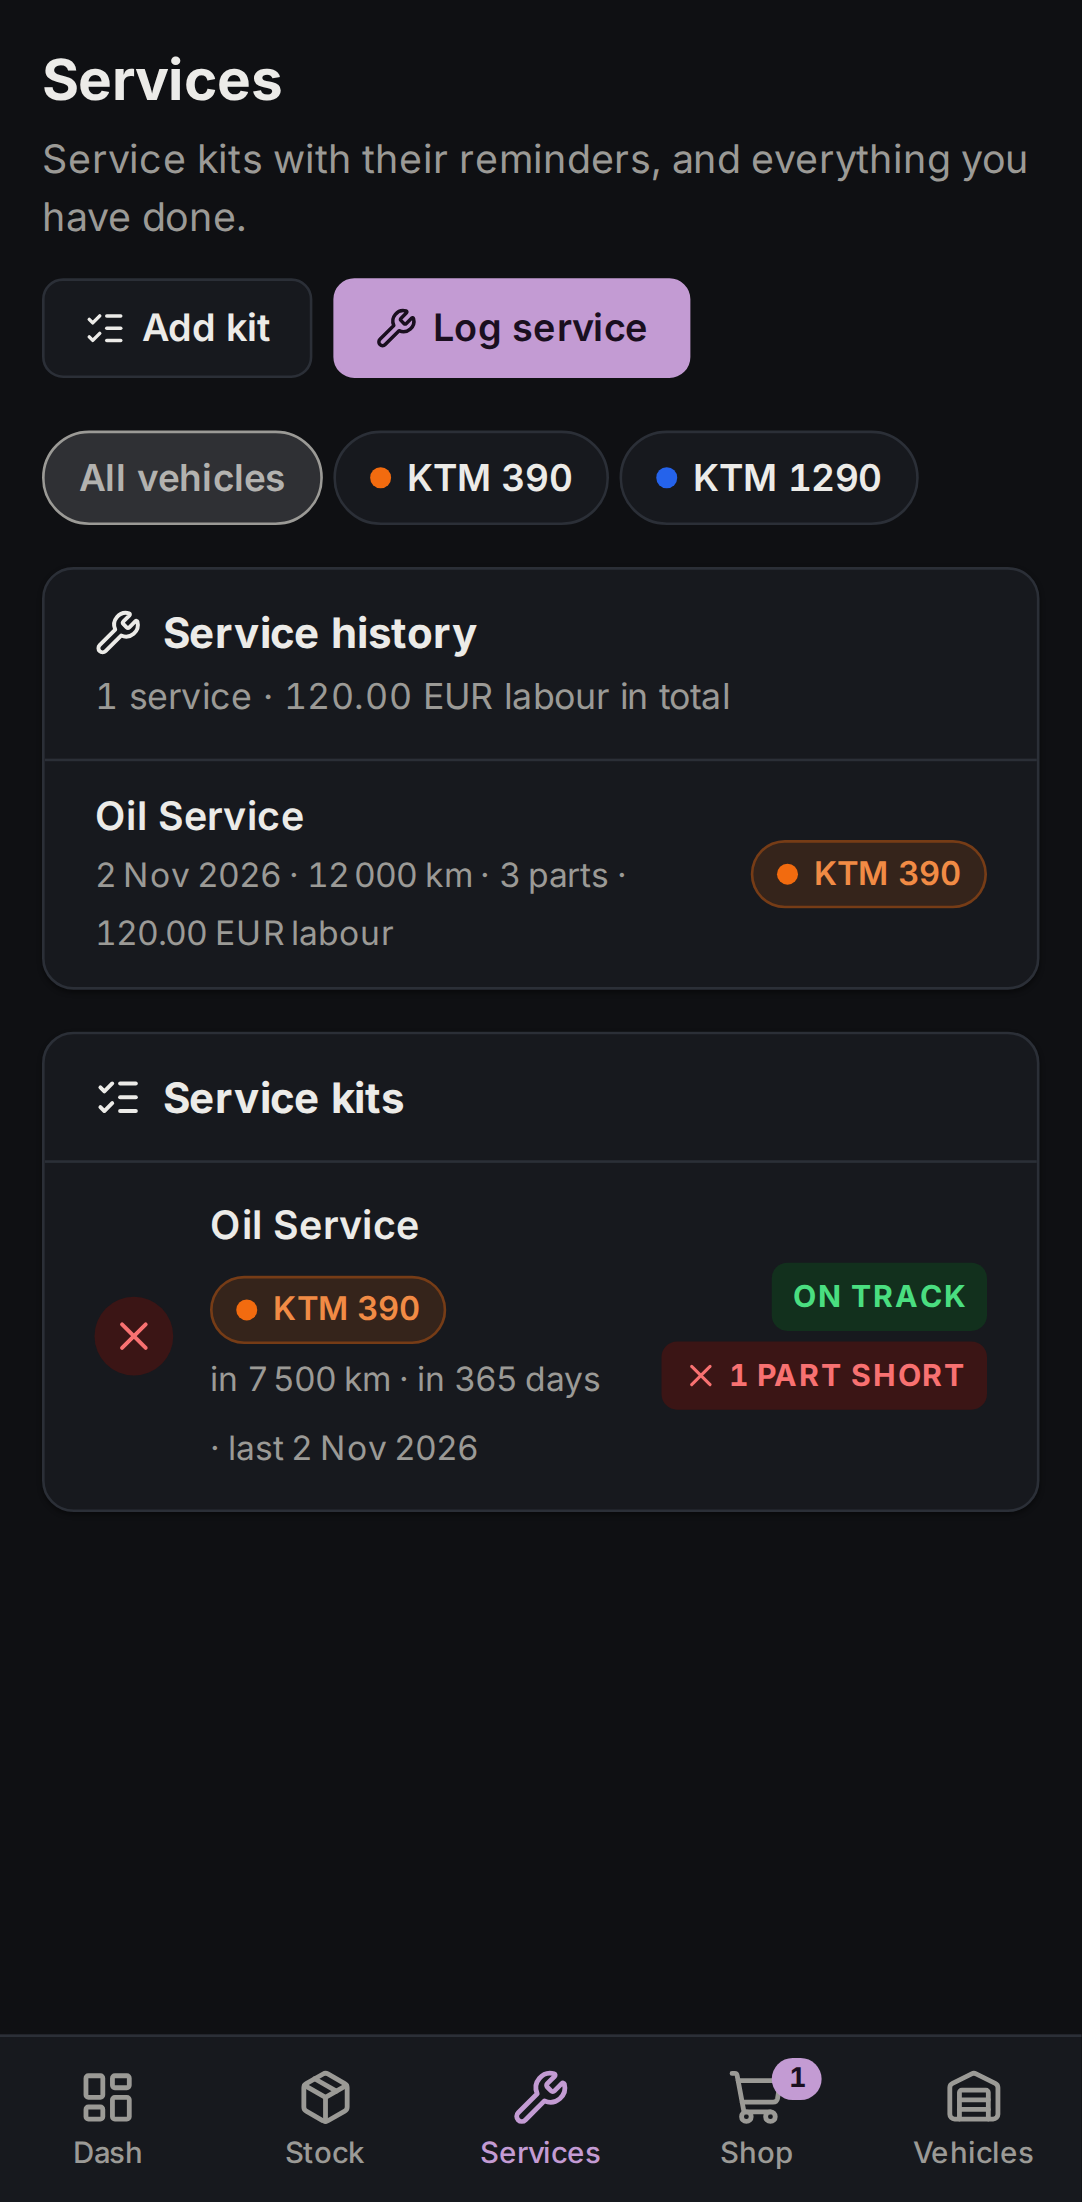 Services
Service kits with their reminders, and everything you
have done.
Add kit
Log service
All vehicles
KTM 390
KTM 1290
Service history
1 service · 120.00 EUR labour in total
Oil Service
2 Nov 2026 · 12 000 km · 3 parts ·
120.00 EUR labour
KTM 390
Service kits
Oil Service
KTM 390
in 7 500 km · in 365 days
· last 2 Nov 2026
ON TRACK
1 PART SHORT
Dash
Stock
Services
1
Shop
Vehicles